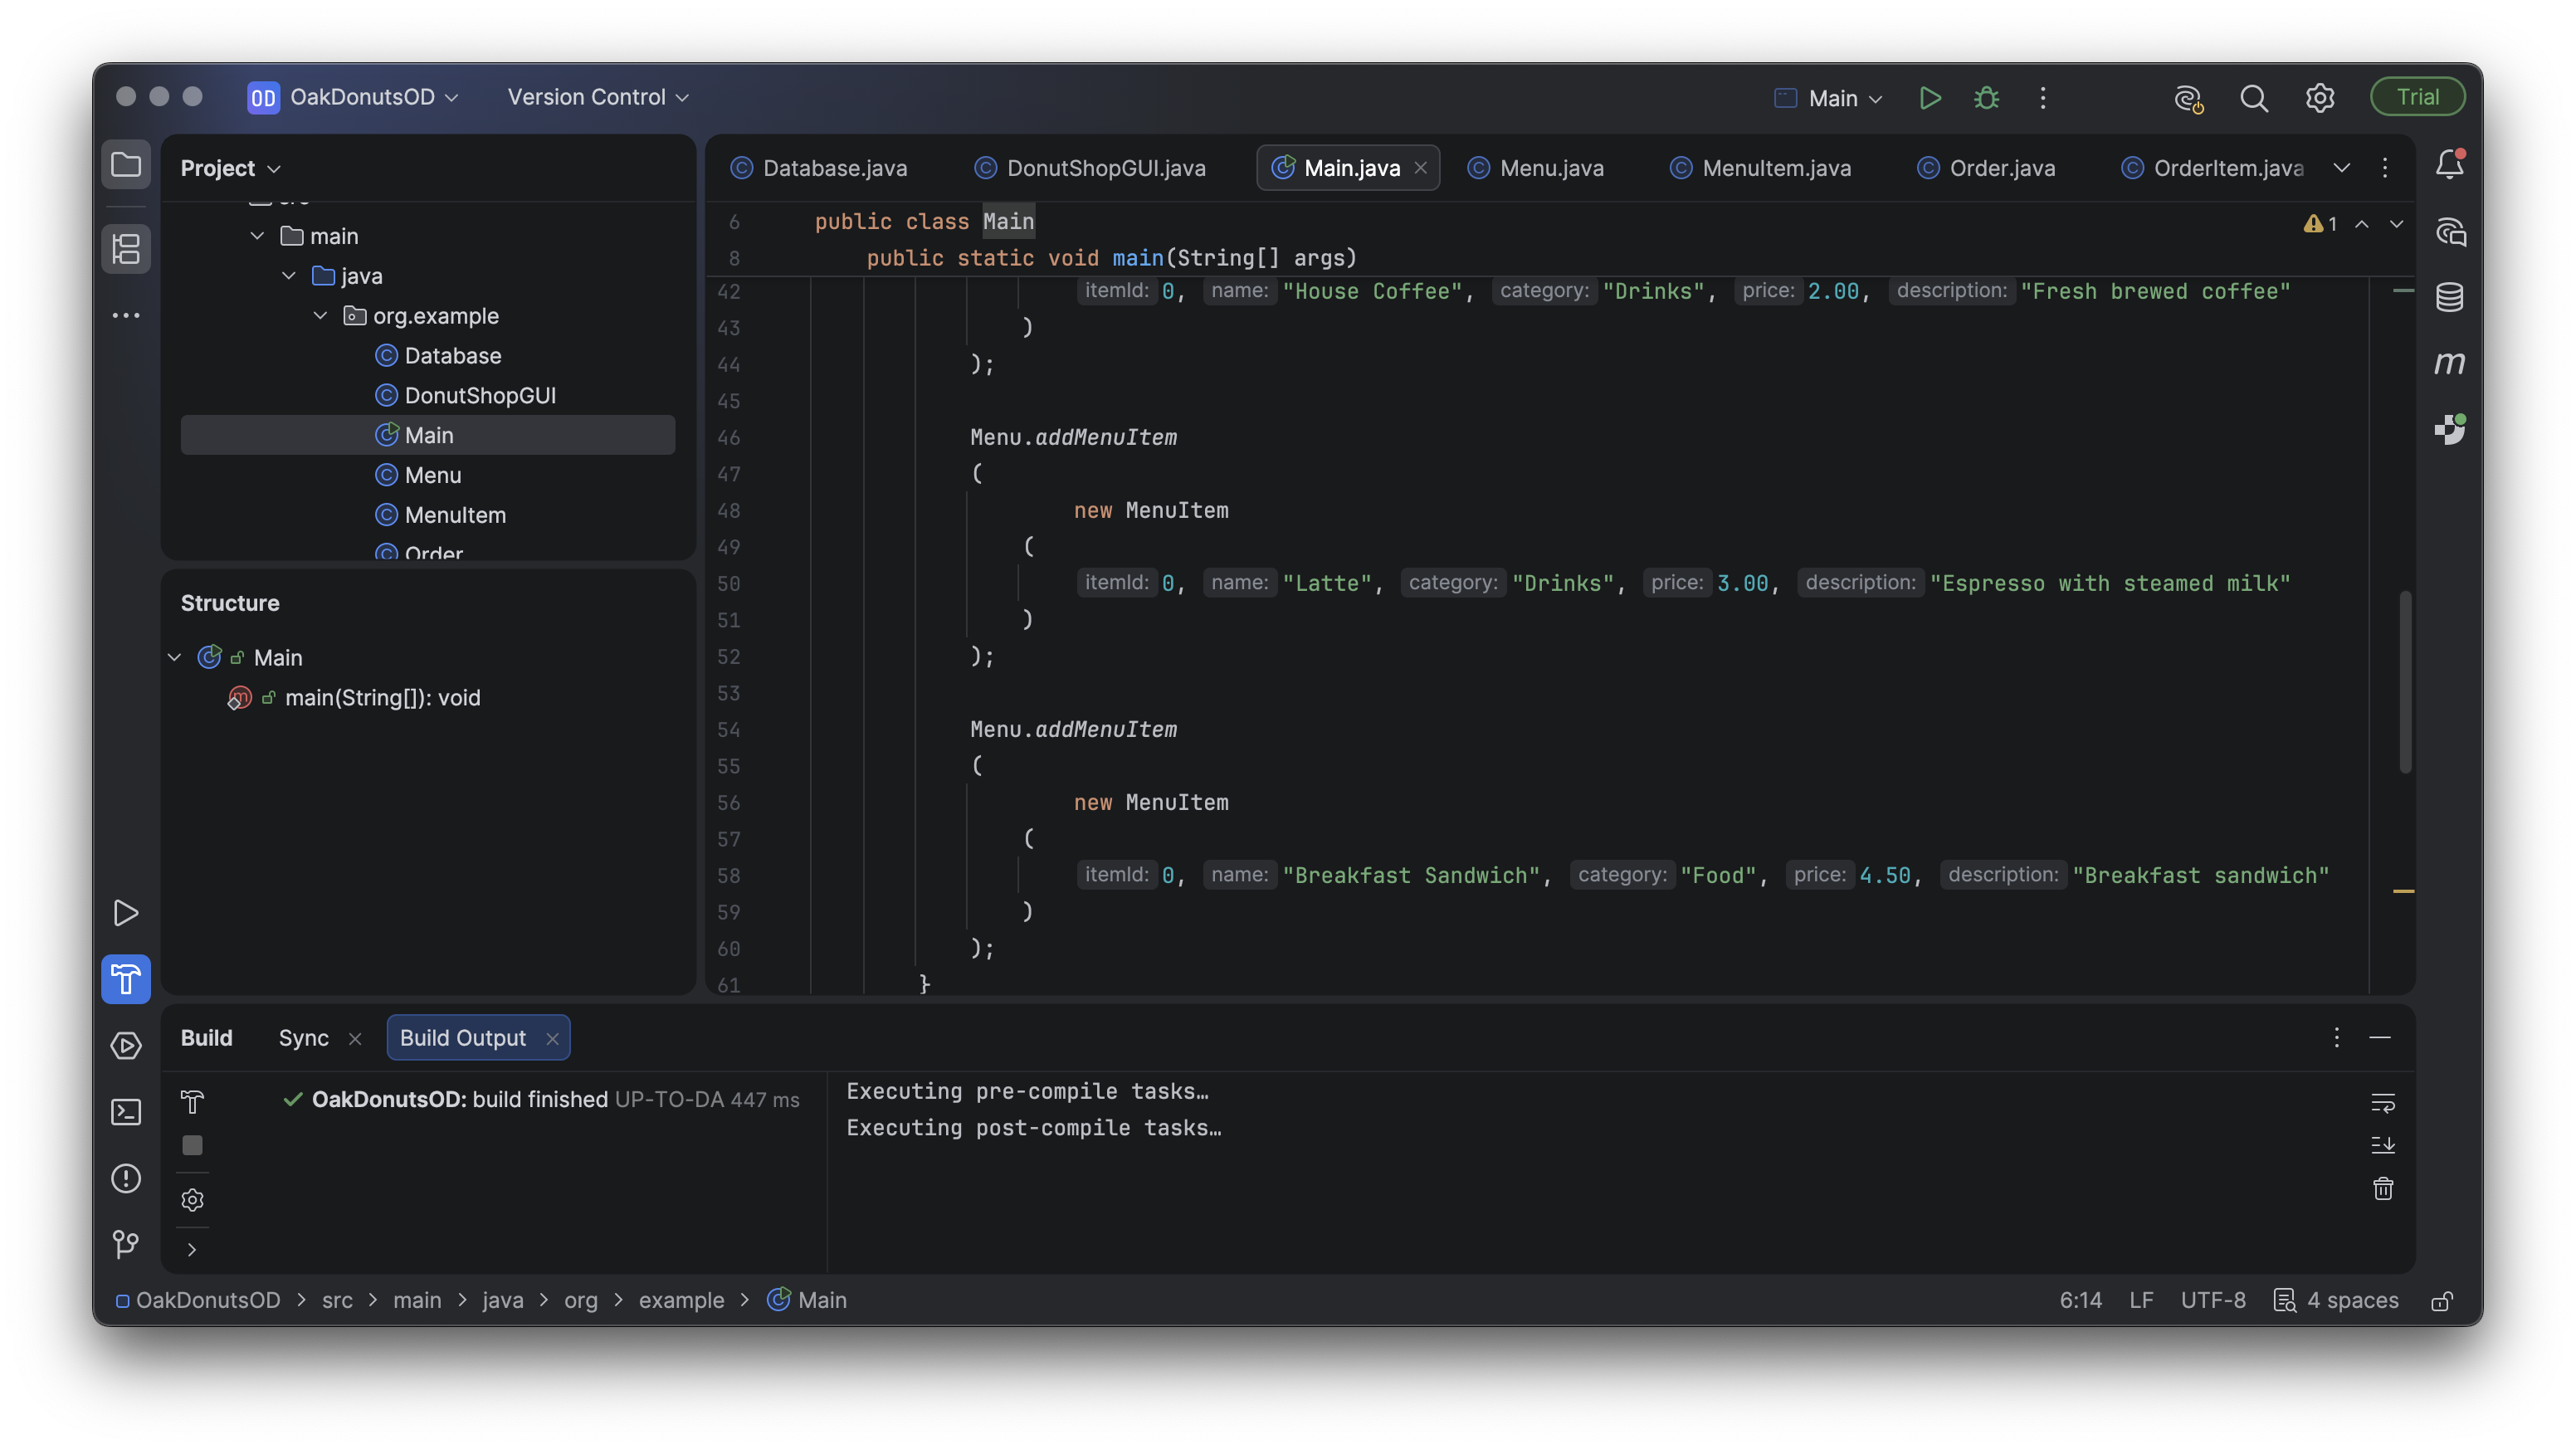 OD OakDonutsOD Version Control Main Trial
Project
main
java
org.example
Database
DonutShopGUI
Main
Menu
MenuItem
Order
Structure
Main
main(String[]): void
Database.java DonutShopGUI.java Main.java Menu.java MenuItem.java Order.java OrderItem.java
6 public class Main
1
8 public static void main(String[] args)
42 itemId: 0, name: "House Coffee", category: "Drinks", price: 2.00, description: "Fresh brewed coffee"
43 )
44 );
45
46 Menu.addMenuItem
47 (
48 new MenuItem
49 (
50 itemId: 0, name: "Latte", category: "Drinks", price: 3.00, description: "Espresso with steamed milk"
51 )
52 );
53
54 Menu.addMenuItem
55 (
56 new MenuItem
57 (
58 itemId: 0, name: "Breakfast Sandwich", category: "Food", price: 4.50, description: "Breakfast sandwich"
59 )
60 );
61 }
Build Sync Build Output
OakDonutsOD: build finished UP-TO-DA 447 ms
Executing pre-compile tasks…
Executing post-compile tasks…
OakDonutsOD > src > main > java > org > example > Main
6:14 LF UTF-8 4 spaces